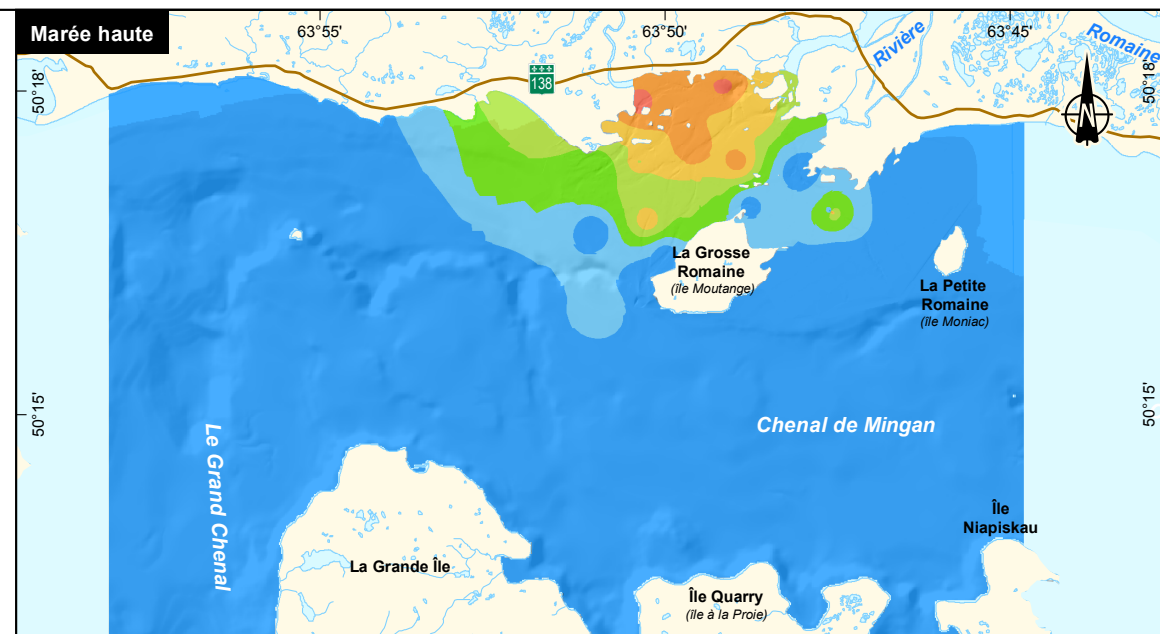 Marée haute
63°55'
63°50'
63°45'
Rivière
Romaine
138
50°18'
50°18'
N
La Grosse
Romaine
(île Moutange)
La Petite
Romaine
(île Moniac)
50°15'
50°15'
Chenal de Mingan
Le Grand Chenal
Île
Niapiskau
La Grande Île
Île Quarry
(île à la Proie)